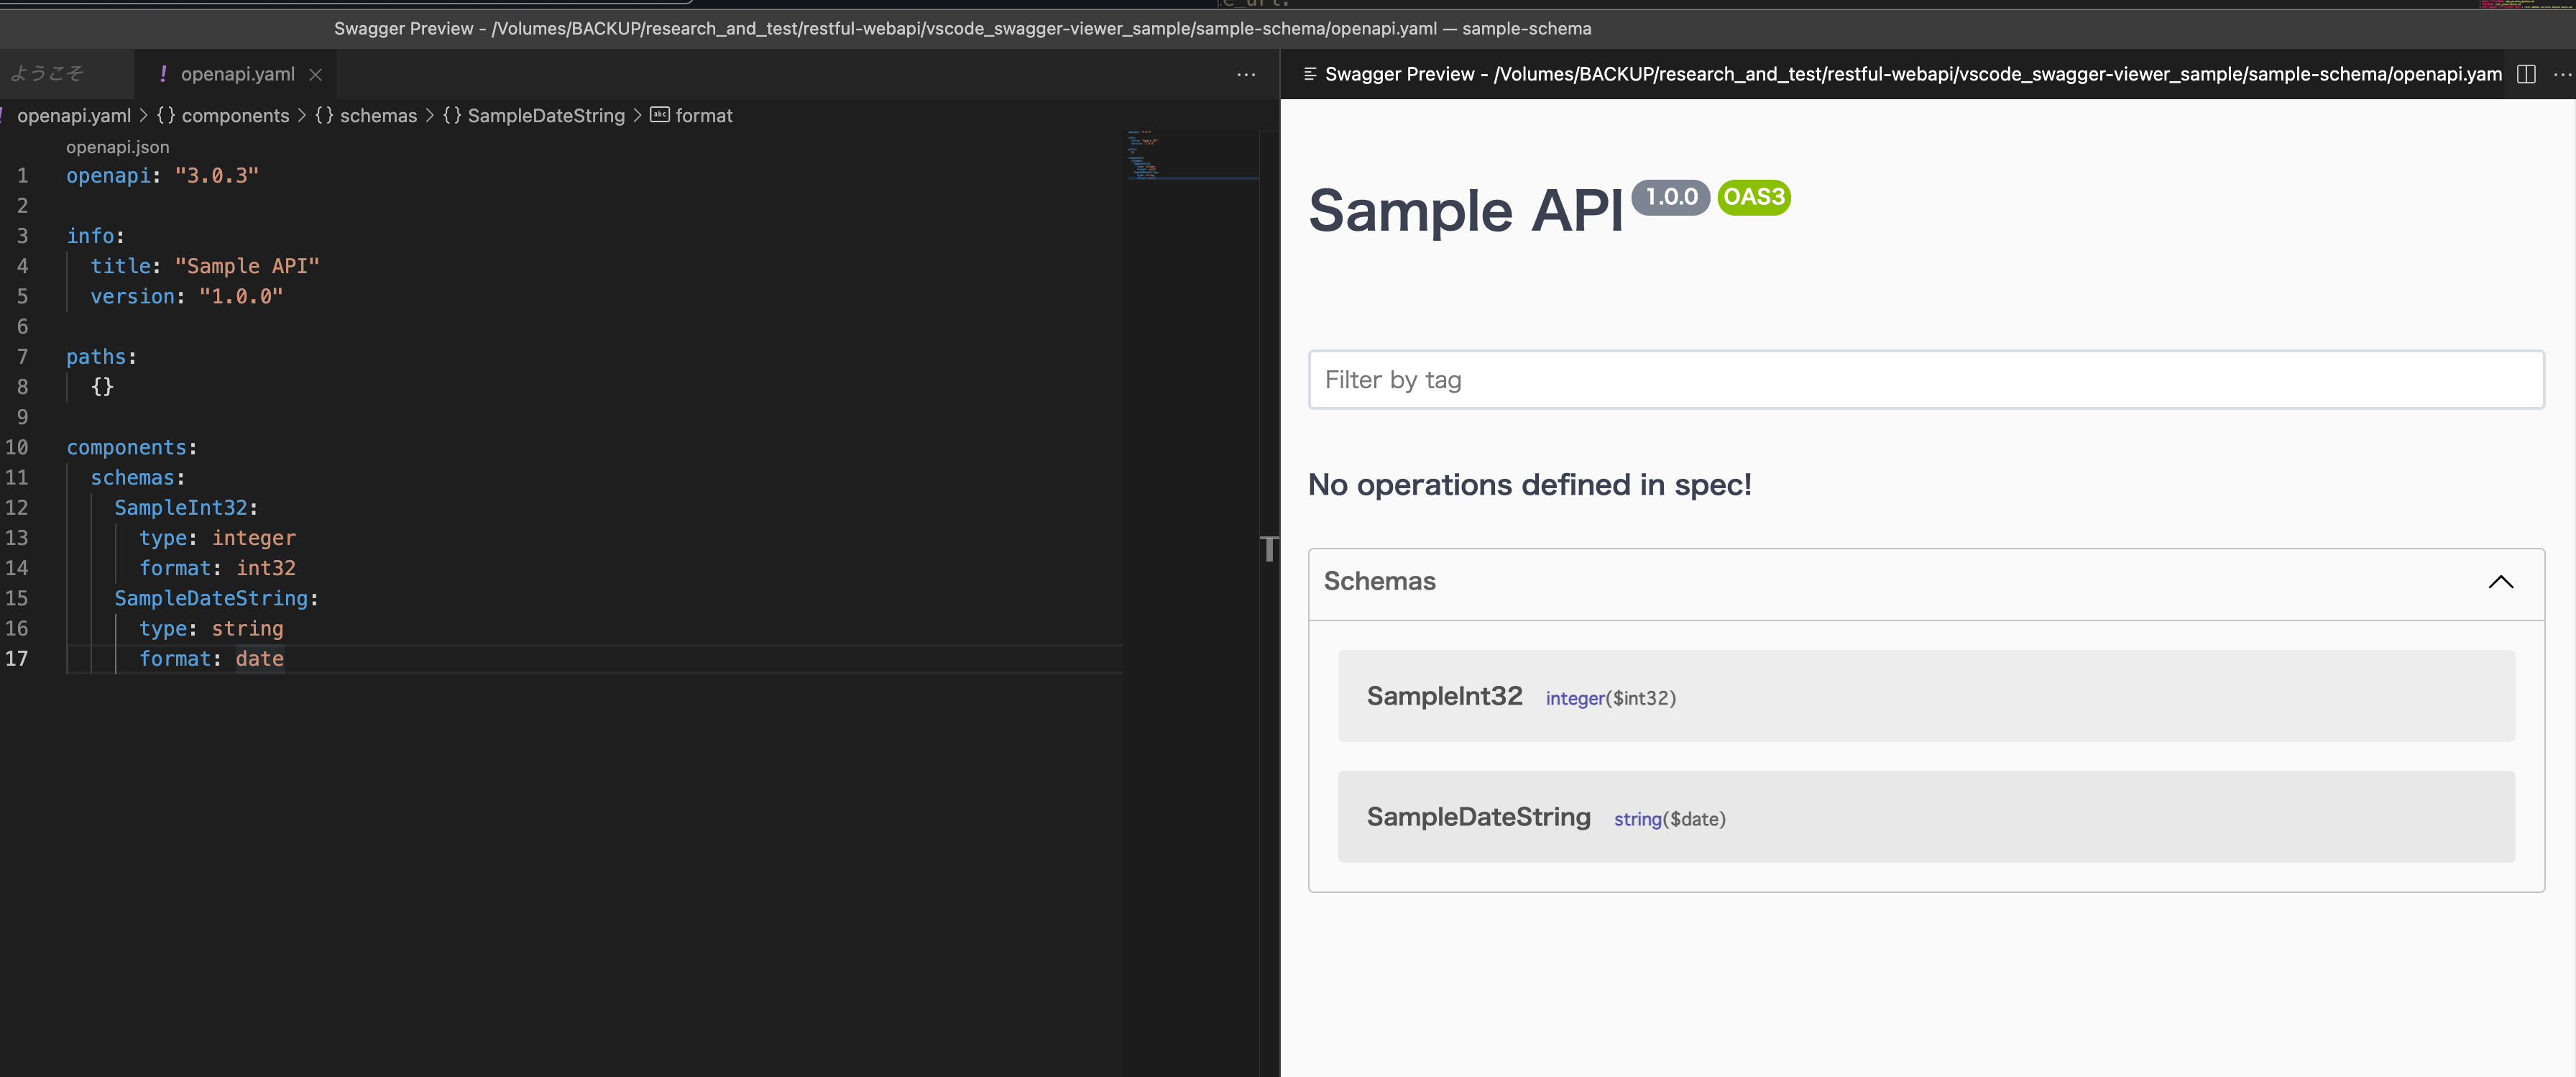 e_url:
Swagger Preview - /Volumes/BACKUP/research_and_test/restful-webapi/vscode_swagger-viewer_sample/sample-schema/openapi.yaml — sample-schema
ようこそ
! openapi.yaml ×
openapi.yaml > {} components > {} schemas > {} SampleDateString > abc format
openapi.json
1 openapi: "3.0.3"
2
3 info:
4 title: "Sample API"
5 version: "1.0.0"
6
7 paths:
8 {}
9
10 components:
11 schemas:
12 SampleInt32:
13 type: integer
14 format: int32
15 SampleDateString:
16 type: string
17 format: date
T
Swagger Preview - /Volumes/BACKUP/research_and_test/restful-webapi/vscode_swagger-viewer_sample/sample-schema/openapi.yam
Sample API 1.0.0 OAS3
Filter by tag
No operations defined in spec!
Schemas
SampleInt32 integer($int32)
SampleDateString string($date)